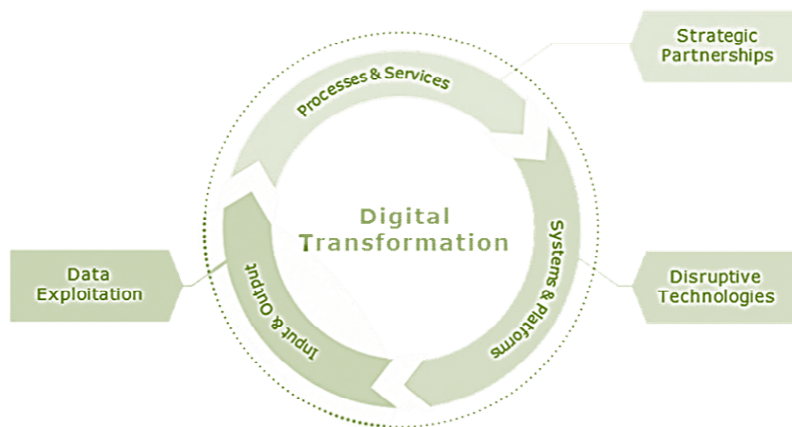 Strategic
Partnerships
Processes & Services
Digital
Transformation
Systems & Platforms
Data
Exploitation
Input & Output
Disruptive
Technologies